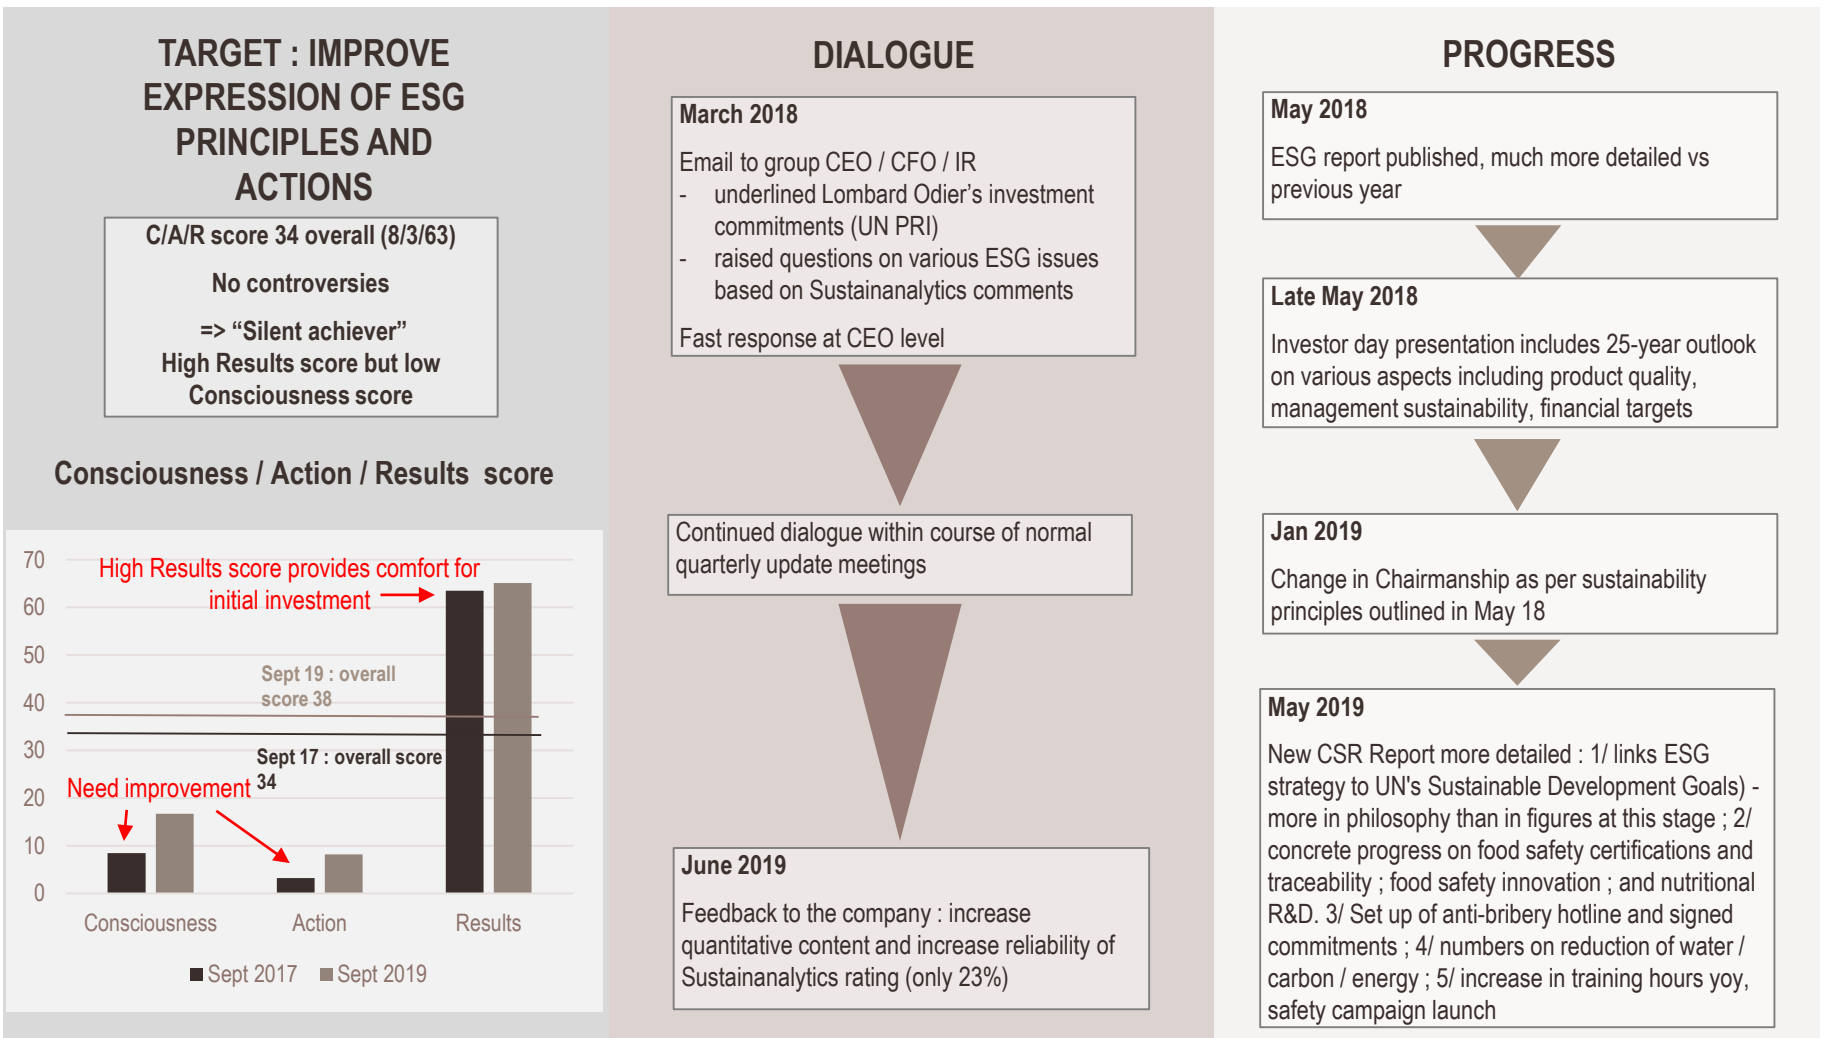 TARGET : IMPROVE
EXPRESSION OF ESG
PRINCIPLES AND
ACTIONS
C/A/R score 34 overall (8/3/63)
No controversies
=> “Silent achiever”
High Results score but low
Consciousness score
Consciousness / Action / Results  score
70
60
50
40
30
20
10
0
High Results score provides comfort for
initial investment
Sept 19 : overall
score 38
Sept 17 : overall score
34
Need improvement
Consciousness
Action
Results
Sept 2017
Sept 2019
DIALOGUE
March 2018
Email to group CEO / CFO / IR
- underlined Lombard Odier’s investment
commitments (UN PRI)
- raised questions on various ESG issues
based on Sustainanalytics comments
Fast response at CEO level
Continued dialogue within course of normal
quarterly update meetings
June 2019
Feedback to the company : increase
quantitative content and increase reliability of
Sustainanalytics rating (only 23%)
PROGRESS
May 2018
ESG report published, much more detailed vs
previous year
Late May 2018
Investor day presentation includes 25-year outlook
on various aspects including product quality,
management sustainability, financial targets
Jan 2019
Change in Chairmanship as per sustainability
principles outlined in May 18
May 2019
New CSR Report more detailed : 1/ links ESG
strategy to UN's Sustainable Development Goals) -
more in philosophy than in figures at this stage ; 2/
concrete progress on food safety certifications and
traceability ; food safety innovation ; and nutritional
R&D. 3/ Set up of anti-bribery hotline and signed
commitments ; 4/ numbers on reduction of water /
carbon / energy ; 5/ increase in training hours yoy,
safety campaign launch